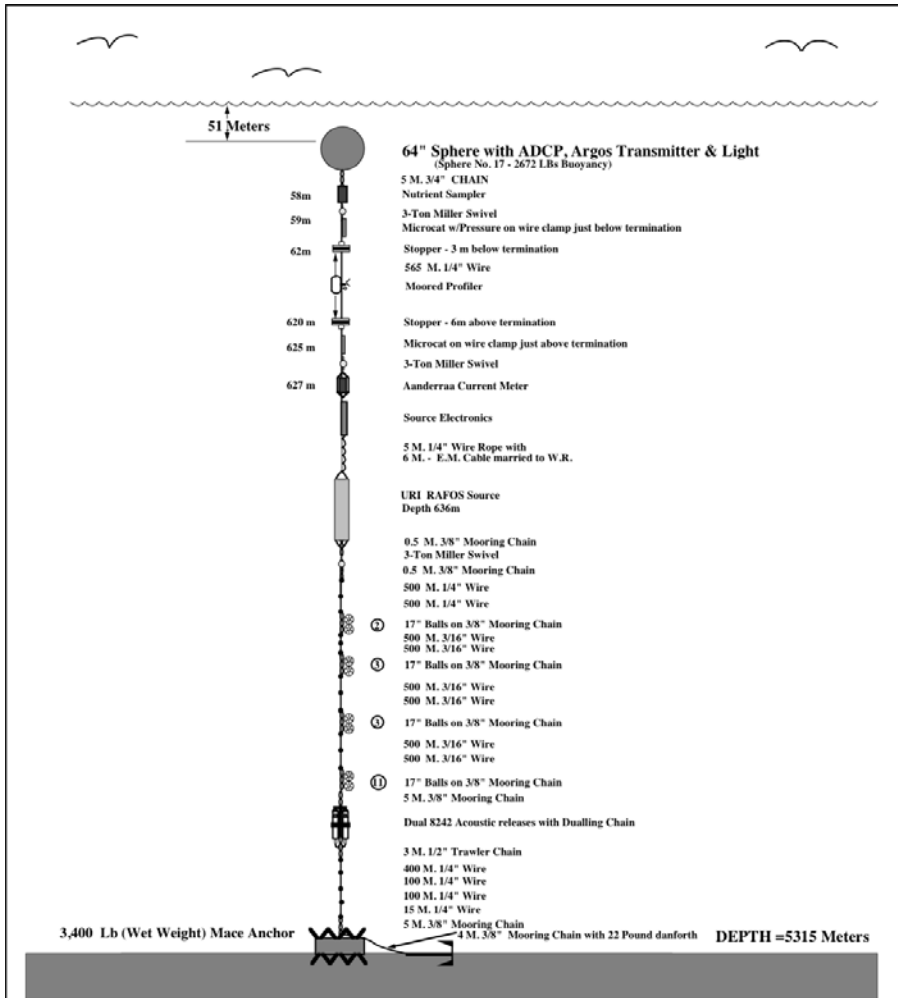 51 Meters
64" Sphere with ADCP, Argos Transmitter & Light
(Sphere No. 17 - 2672 LBs Buoyancy)
5 M. 3/4" CHAIN
58m Nutrient Sampler
3-Ton Miller Swivel
59m Microcat w/Pressure on wire clamp just below termination
62m Stopper - 3 m below termination
565 M. 1/4" Wire
Moored Profiler
620 m Stopper - 6m above termination
625 m Microcat on wire clamp just above termination
3-Ton Miller Swivel
627 m Aanderraa Current Meter
Source Electronics
5 M. 1/4" Wire Rope with
6 M. - E.M. Cable married to W.R.
URI RAFOS Source
Depth 636m
0.5 M. 3/8" Mooring Chain
3-Ton Miller Swivel
0.5 M. 3/8" Mooring Chain
500 M. 1/4" Wire
500 M. 1/4" Wire
2 17" Balls on 3/8" Mooring Chain
500 M. 3/16" Wire
500 M. 3/16" Wire
3 17" Balls on 3/8" Mooring Chain
500 M. 3/16" Wire
500 M. 3/16" Wire
3 17" Balls on 3/8" Mooring Chain
500 M. 3/16" Wire
500 M. 3/16" Wire
11 17" Balls on 3/8" Mooring Chain
5 M. 3/8" Mooring Chain
Dual 8242 Acoustic releases with Dualling Chain
3 M. 1/2" Trawler Chain
400 M. 1/4" Wire
100 M. 1/4" Wire
100 M. 1/4" Wire
15 M. 1/4" Wire
5 M. 3/8" Mooring Chain
3,400 Lb (Wet Weight) Mace Anchor
4 M. 3/8" Mooring Chain with 22 Pound danforth
DEPTH =5315 Meters